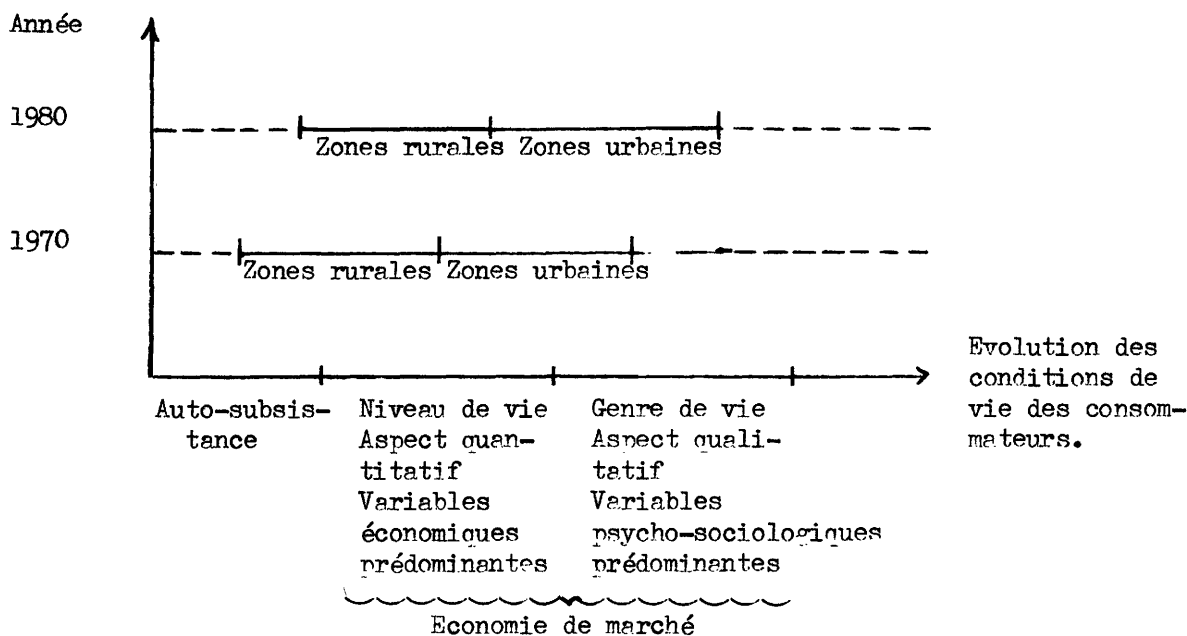 Année
1980
Zones rurales Zones urbaines
1970
Zones rurales Zones urbaines
Evolution des
conditions de
vie des consom-
mateurs.
Auto-subsis-
tance
Niveau de vie
Aspect quan-
titatif
Variables
économiques
prédominantes
Genre de vie
Aspect quali-
tatif
Variables
psycho-sociologiques
prédominantes
Economie de marché